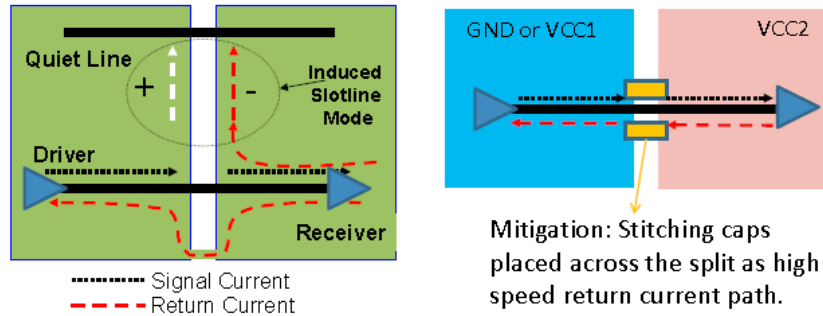 Quiet Line
+
-
Induced
Slotline
Mode
Driver
Receiver
Signal Current
Return Current
GND or VCC1
VCC2
Mitigation: Stitching caps
placed across the split as high
speed return current path.